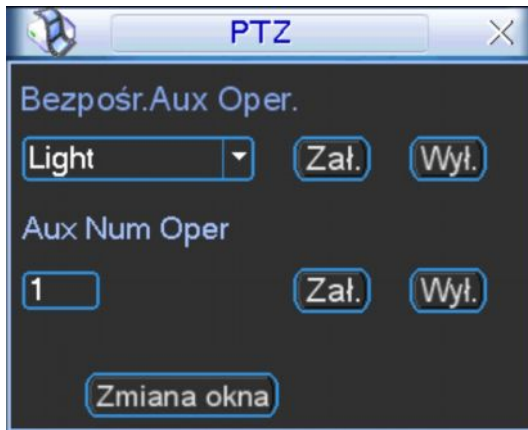 PTZ
Bezpośr.Aux Oper.
Light Zał. Wył.
Aux Num Oper
1 Zał. Wył.
Zmiana okna